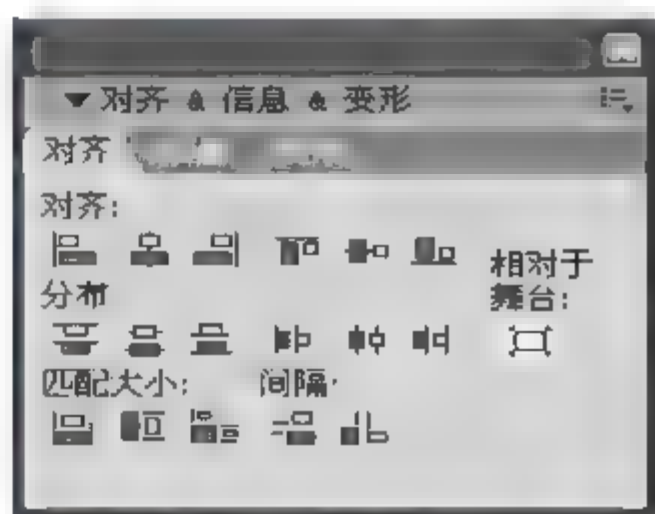 对齐 & 信息 & 变形
对齐
对齐:
相对于
舞台:
分布
匹配大小: 间隔: